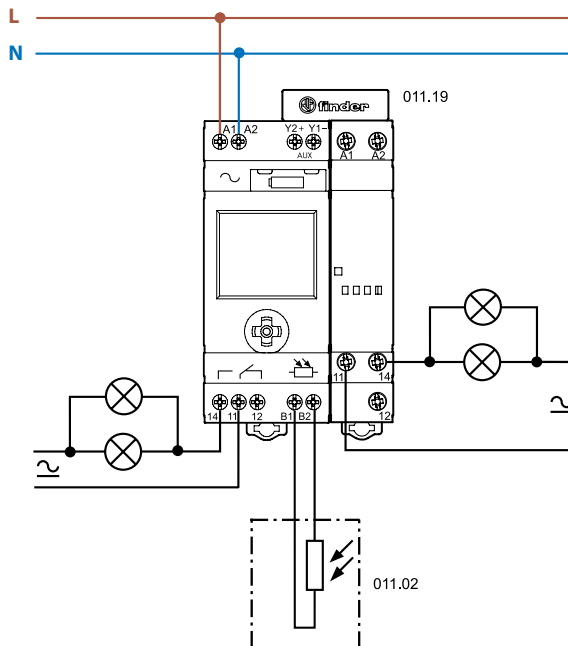 L
N
finder
011.19
A1 A2 Y2+ Y1-
AUX
A1 A2
11 14
12
14 11 12 B1 B2
011.02